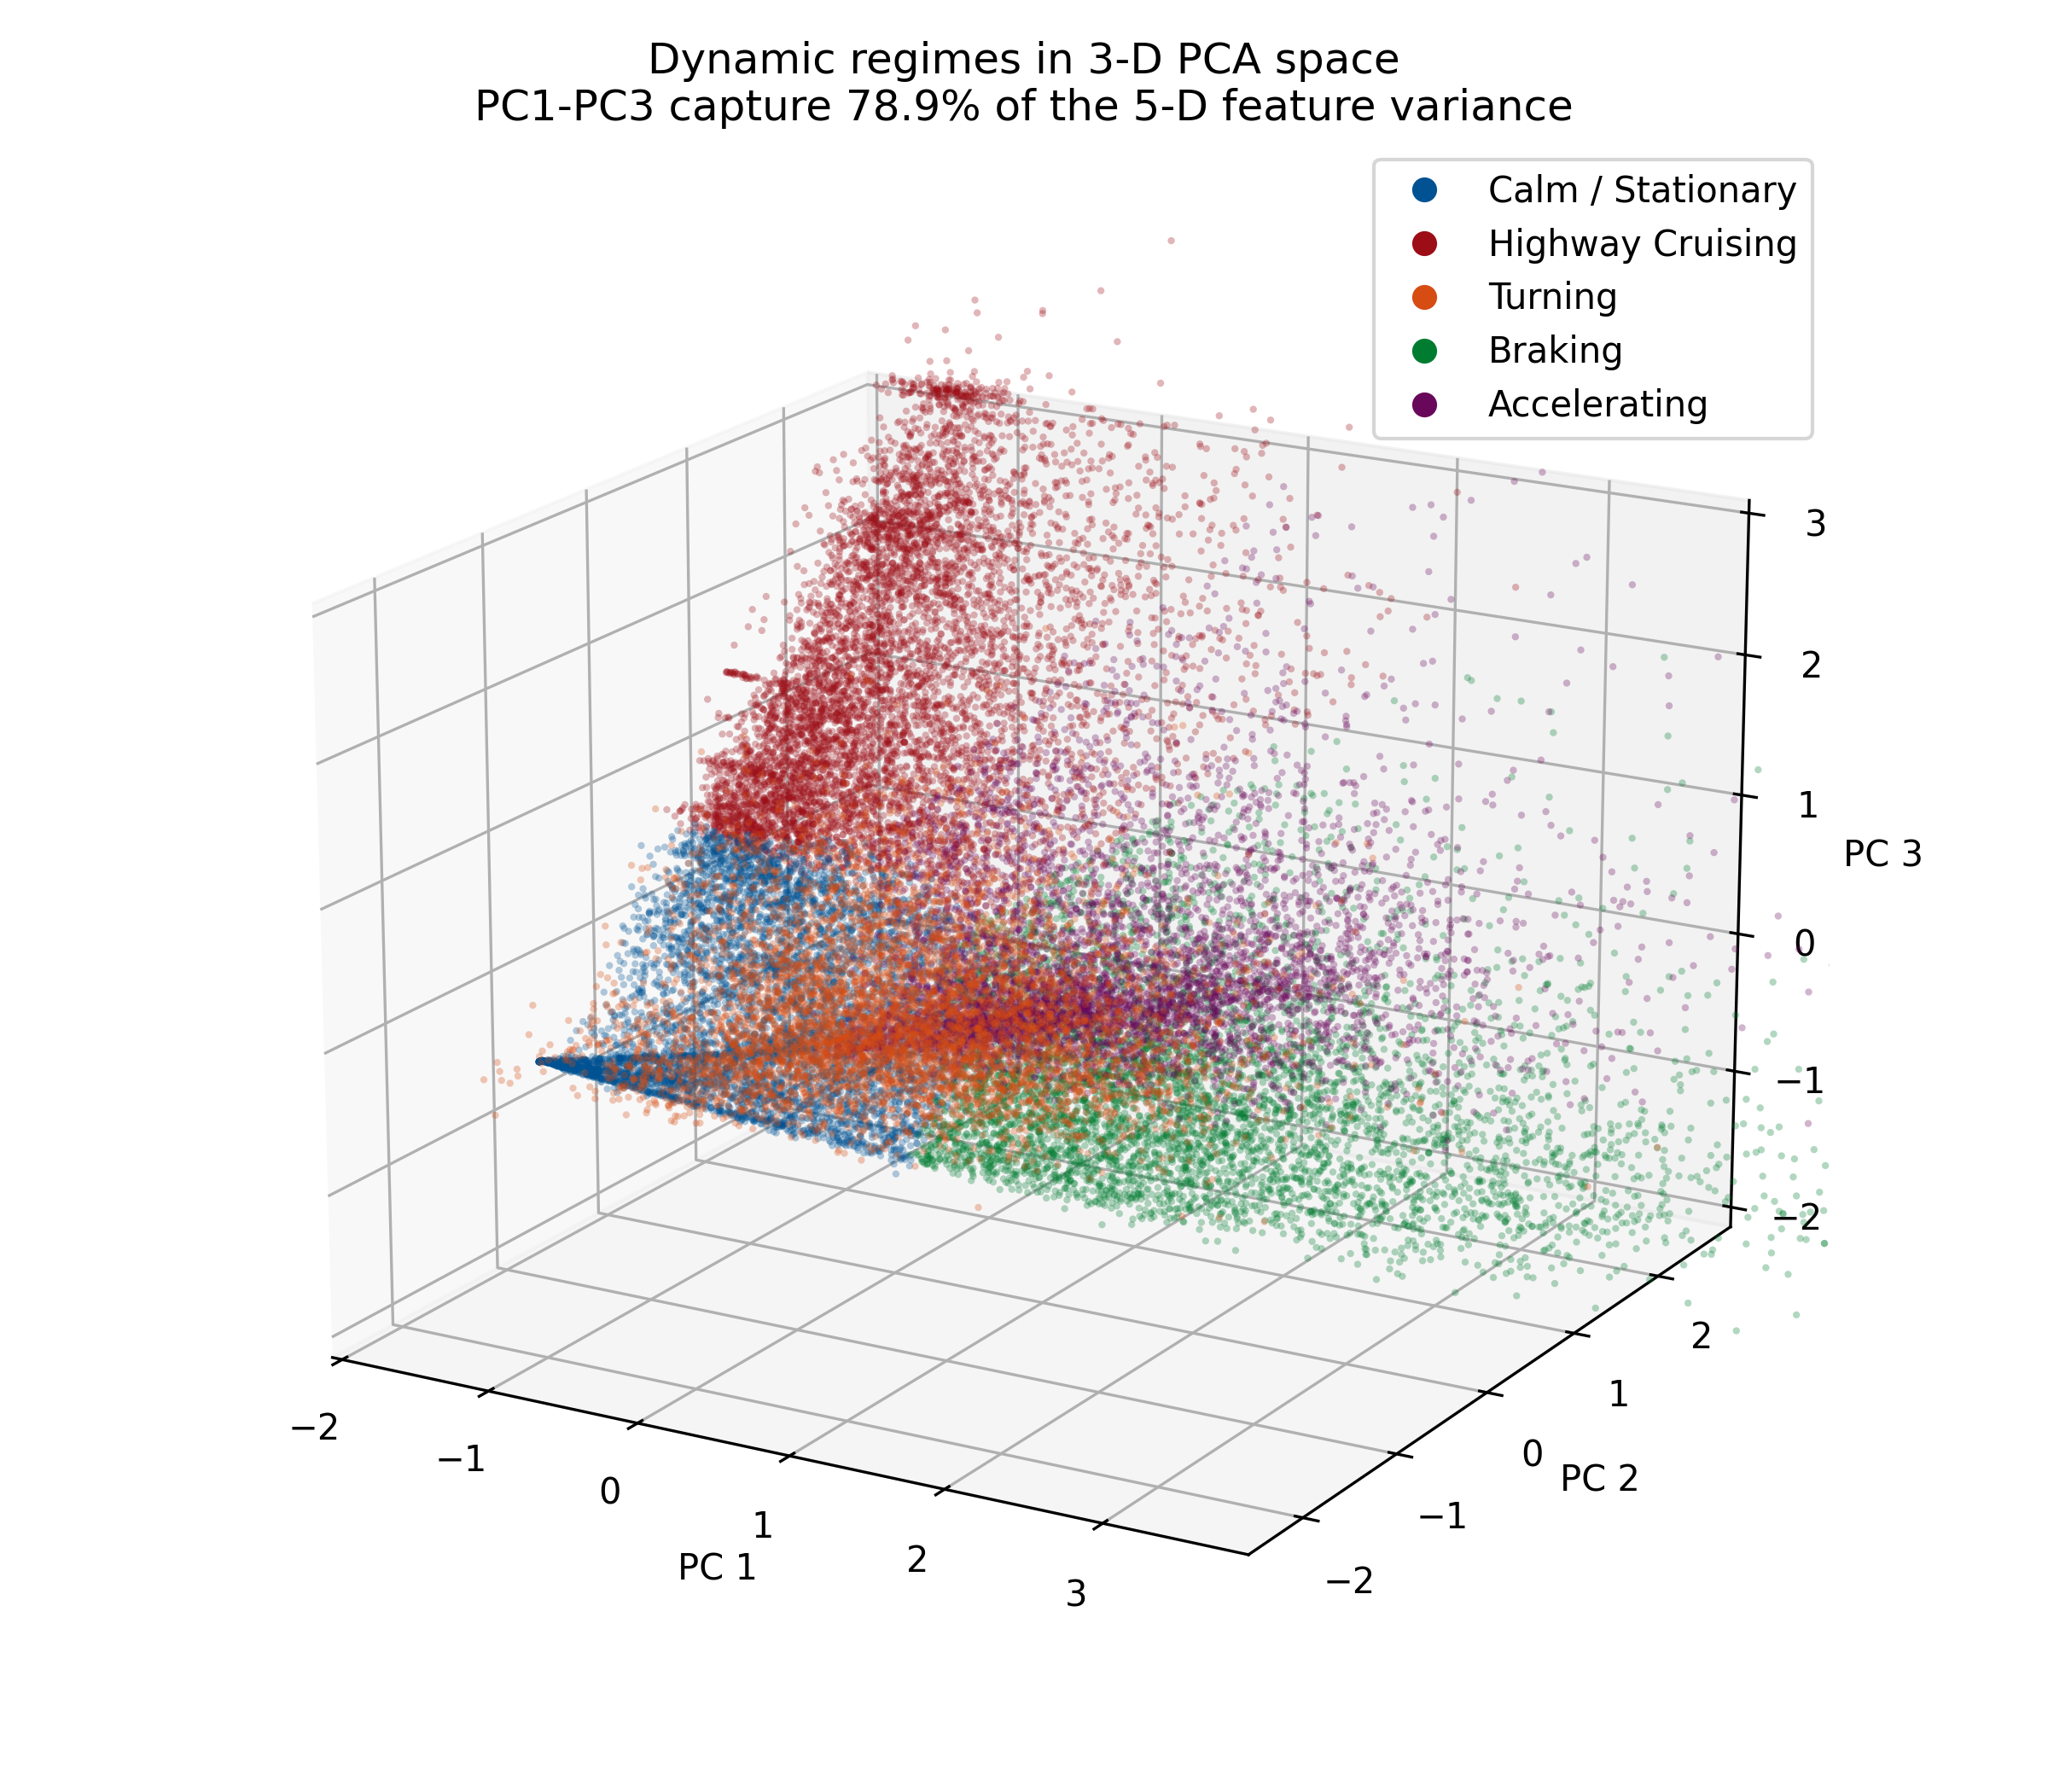 Dynamic regimes in 3-D PCA space
PC1-PC3 capture 78.9% of the 5-D feature variance
Calm / Stationary
Highway Cruising
Turning
Braking
Accelerating
3
2
1
0
−1
−2
PC 3
−2
−1
0
1
2
3
PC 1
2
1
0
−1
−2
PC 2